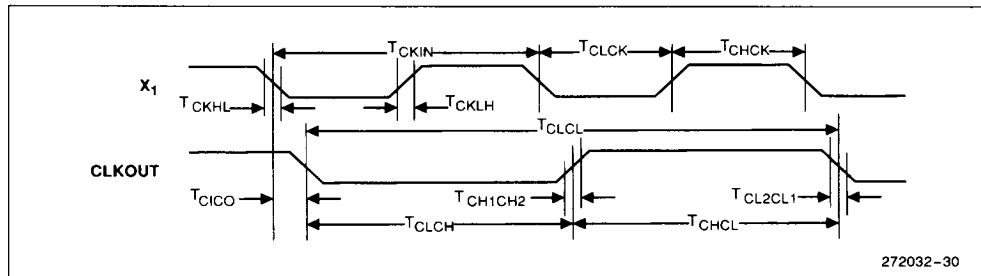 TCKIN TCLCK TCHCK
X1
TCKHL TCKLH
TCLCL
CLKOUT
TCICO TCH1CH2 TCL2CL1
TCLCH TCHCL
272032-30